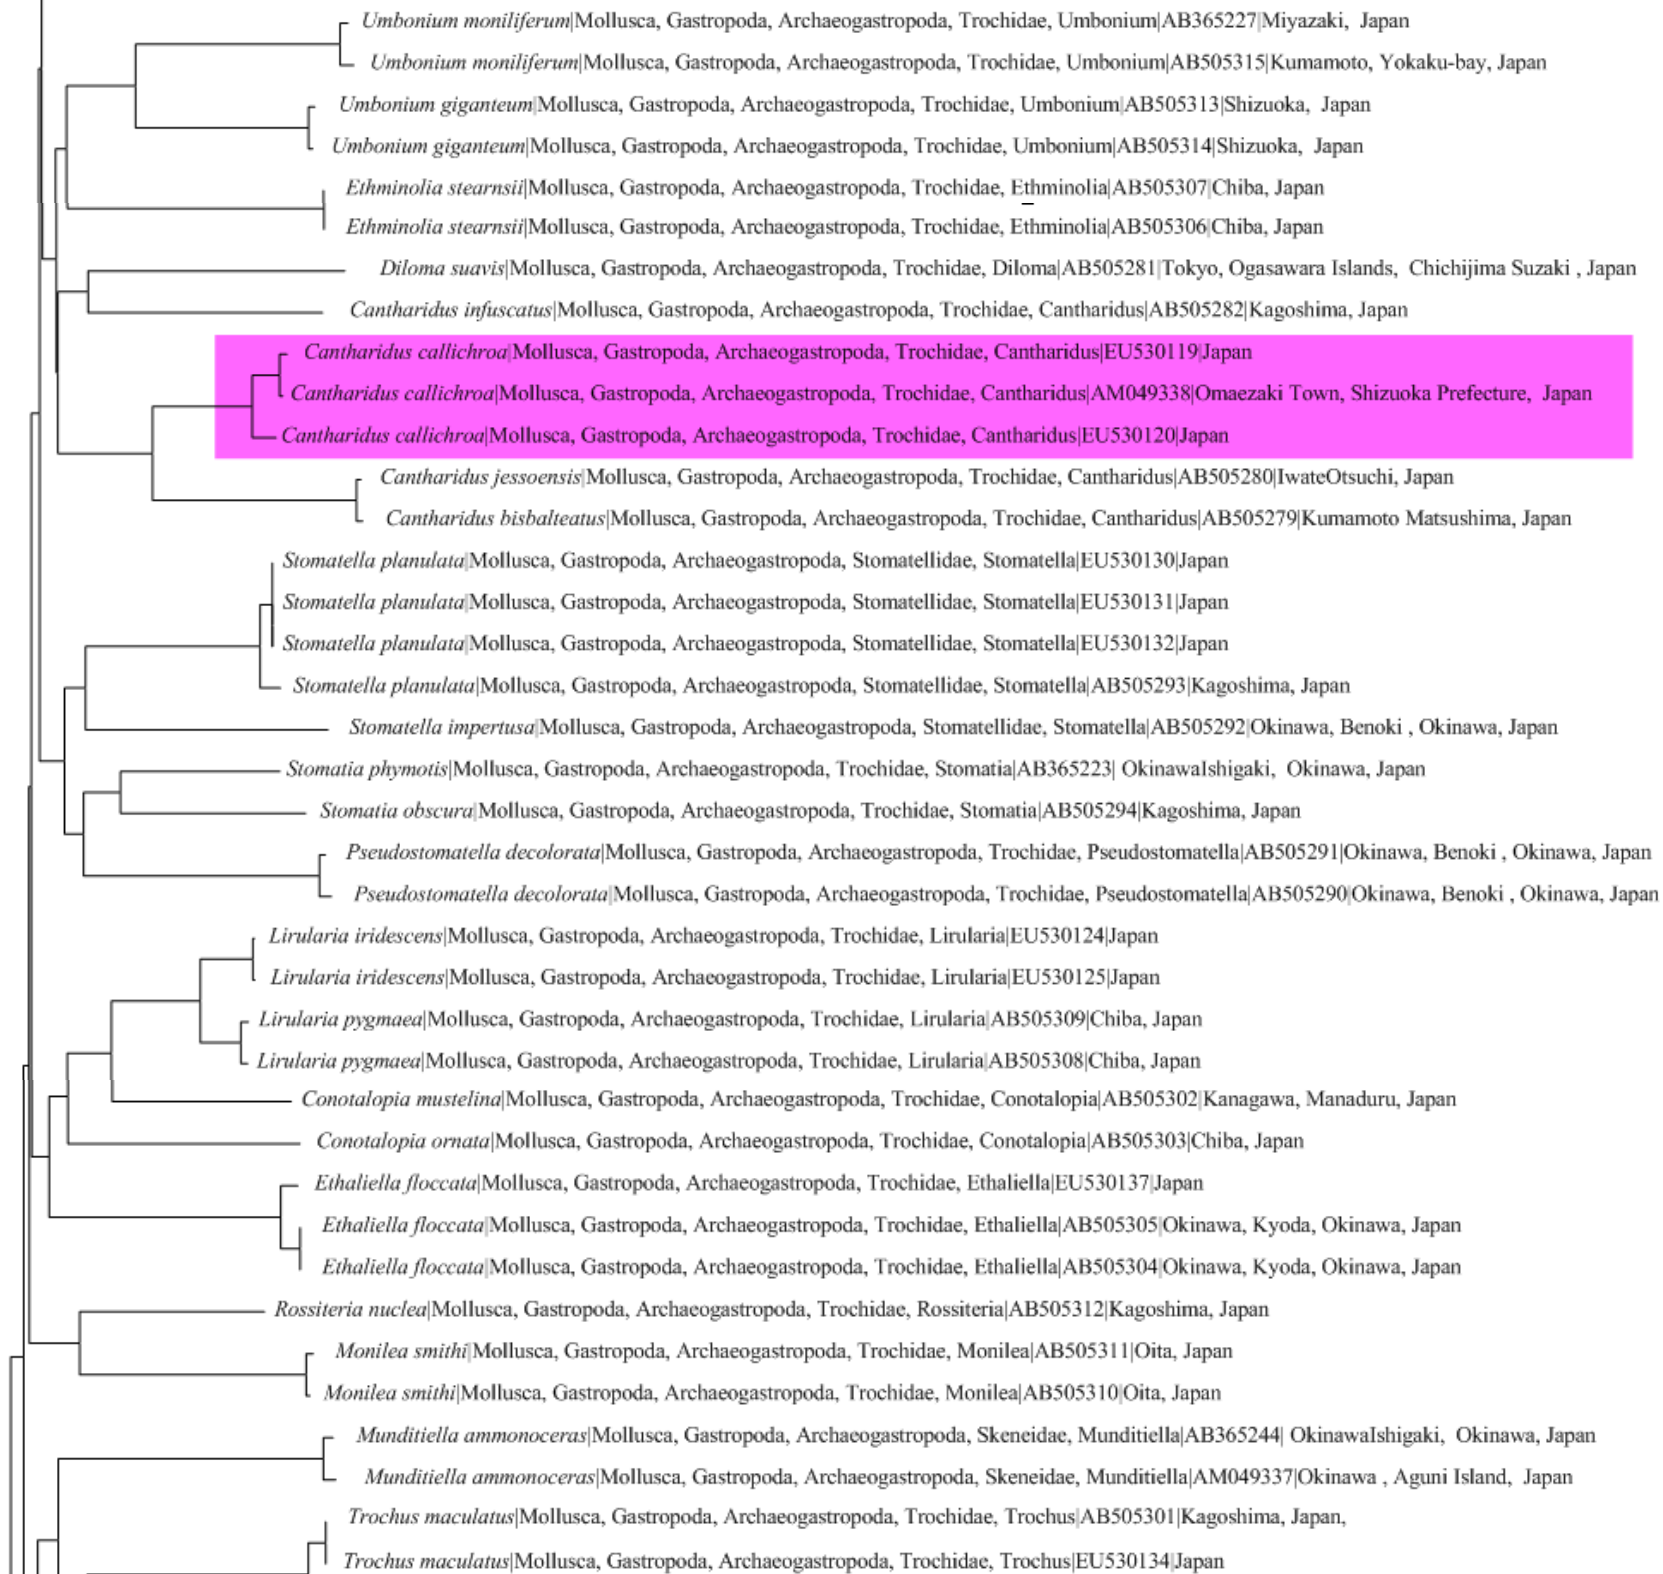 Umbonium moniliferum|Mollusca, Gastropoda, Archaeogastropoda, Trochidae, Umbonium|AB365227|Miyazaki, Japan
Umbonium moniliferum|Mollusca, Gastropoda, Archaeogastropoda, Trochidae, Umbonium|AB505315|Kumamoto, Yokaku-bay, Japan
Umbonium giganteum|Mollusca, Gastropoda, Archaeogastropoda, Trochidae, Umbonium|AB505313|Shizuoka, Japan
Umbonium giganteum|Mollusca, Gastropoda, Archaeogastropoda, Trochidae, Umbonium|AB505314|Shizuoka, Japan
Ethminolia stearnsii|Mollusca, Gastropoda, Archaeogastropoda, Trochidae, Ethminolia|AB505307|Chiba, Japan
Ethminolia stearnsii|Mollusca, Gastropoda, Archaeogastropoda, Trochidae, Ethminolia|AB505306|Chiba, Japan
Diloma suavis|Mollusca, Gastropoda, Archaeogastropoda, Trochidae, Diloma|AB505281|Tokyo, Ogasawara Islands, Chichijima Suzaki , Japan
Cantharidus infuscatus|Mollusca, Gastropoda, Archaeogastropoda, Trochidae, Cantharidus|AB505282|Kagoshima, Japan
Cantharidus callichroa|Mollusca, Gastropoda, Archaeogastropoda, Trochidae, Cantharidus|EU530119|Japan
Cantharidus callichroa|Mollusca, Gastropoda, Archaeogastropoda, Trochidae, Cantharidus|AM049338|Omaezaki Town, Shizuoka Prefecture, Japan
Cantharidus callichroa|Mollusca, Gastropoda, Archaeogastropoda, Trochidae, Cantharidus|EU530120|Japan
Cantharidus jessoensis|Mollusca, Gastropoda, Archaeogastropoda, Trochidae, Cantharidus|AB505280|IwateOtsuchi, Japan
Cantharidus bisbalteatus|Mollusca, Gastropoda, Archaeogastropoda, Trochidae, Cantharidus|AB505279|Kumamoto Matsushima, Japan
Stomatella planulata|Mollusca, Gastropoda, Archaeogastropoda, Stomatellidae, Stomatella|EU530130|Japan
Stomatella planulata|Mollusca, Gastropoda, Archaeogastropoda, Stomatellidae, Stomatella|EU530131|Japan
Stomatella planulata|Mollusca, Gastropoda, Archaeogastropoda, Stomatellidae, Stomatella|EU530132|Japan
Stomatella planulata|Mollusca, Gastropoda, Archaeogastropoda, Stomatellidae, Stomatella|AB505293|Kagoshima, Japan
Stomatella impertusa|Mollusca, Gastropoda, Archaeogastropoda, Stomatellidae, Stomatella|AB505292|Okinawa, Benoki , Okinawa, Japan
Stomatia phymotis|Mollusca, Gastropoda, Archaeogastropoda, Trochidae, Stomatia|AB365223| OkinawaIshigaki, Okinawa, Japan
Stomatia obscura|Mollusca, Gastropoda, Archaeogastropoda, Trochidae, Stomatia|AB505294|Kagoshima, Japan
Pseudostomatella decolorata|Mollusca, Gastropoda, Archaeogastropoda, Trochidae, Pseudostomatella|AB505291|Okinawa, Benoki , Okinawa, Japan
Pseudostomatella decolorata|Mollusca, Gastropoda, Archaeogastropoda, Trochidae, Pseudostomatella|AB505290|Okinawa, Benoki , Okinawa, Japan
Lirularia iridescens|Mollusca, Gastropoda, Archaeogastropoda, Trochidae, Lirularia|EU530124|Japan
Lirularia iridescens|Mollusca, Gastropoda, Archaeogastropoda, Trochidae, Lirularia|EU530125|Japan
Lirularia pygmaea|Mollusca, Gastropoda, Archaeogastropoda, Trochidae, Lirularia|AB505309|Chiba, Japan
Lirularia pygmaea|Mollusca, Gastropoda, Archaeogastropoda, Trochidae, Lirularia|AB505308|Chiba, Japan
Conotalopia mustelina|Mollusca, Gastropoda, Archaeogastropoda, Trochidae, Conotalopia|AB505302|Kanagawa, Manaduru, Japan
Conotalopia ornata|Mollusca, Gastropoda, Archaeogastropoda, Trochidae, Conotalopia|AB505303|Chiba, Japan
Ethaliella floccata|Mollusca, Gastropoda, Archaeogastropoda, Trochidae, Ethaliella|EU530137|Japan
Ethaliella floccata|Mollusca, Gastropoda, Archaeogastropoda, Trochidae, Ethaliella|AB505305|Okinawa, Kyoda, Okinawa, Japan
Ethaliella floccata|Mollusca, Gastropoda, Archaeogastropoda, Trochidae, Ethaliella|AB505304|Okinawa, Kyoda, Okinawa, Japan
Rossiteria nuclea|Mollusca, Gastropoda, Archaeogastropoda, Trochidae, Rossiteria|AB505312|Kagoshima, Japan
Monilea smithi|Mollusca, Gastropoda, Archaeogastropoda, Trochidae, Monilea|AB505311|Oita, Japan
Monilea smithi|Mollusca, Gastropoda, Archaeogastropoda, Trochidae, Monilea|AB505310|Oita, Japan
Munditiella ammonoceras|Mollusca, Gastropoda, Archaeogastropoda, Skeneidae, Munditiella|AB365244| OkinawaIshigaki, Okinawa, Japan
Munditiella ammonoceras|Mollusca, Gastropoda, Archaeogastropoda, Skeneidae, Munditiella|AM049337|Okinawa , Aguni Island, Japan
Trochus maculatus|Mollusca, Gastropoda, Archaeogastropoda, Trochidae, Trochus|AB505301|Kagoshima, Japan,
Trochus maculatus|Mollusca, Gastropoda, Archaeogastropoda, Trochidae, Trochus|EU530134|Japan